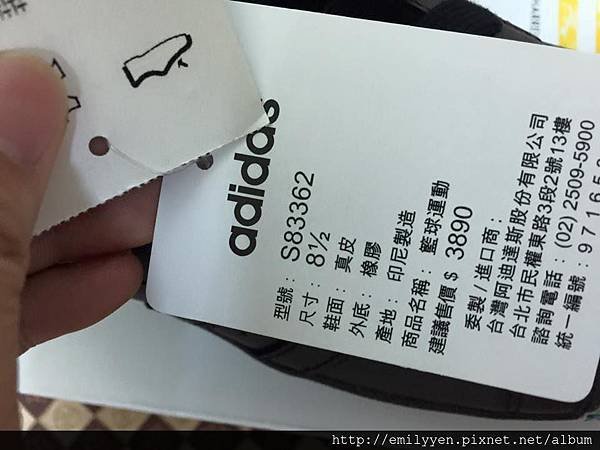 adidas
型號： S83362
尺寸： 8½
鞋面： 真皮
外底： 橡膠
產地： 印尼製造
商品名稱： 籃球運動
建議售價 $ 3890
委製 / 進口商：
台灣阿迪達斯股份有限公司
台北市民權東路3段2號13樓
諮詢電話：(02) 2509-5900
統一編號：971652
http://emilyyen.pixnet.net/album